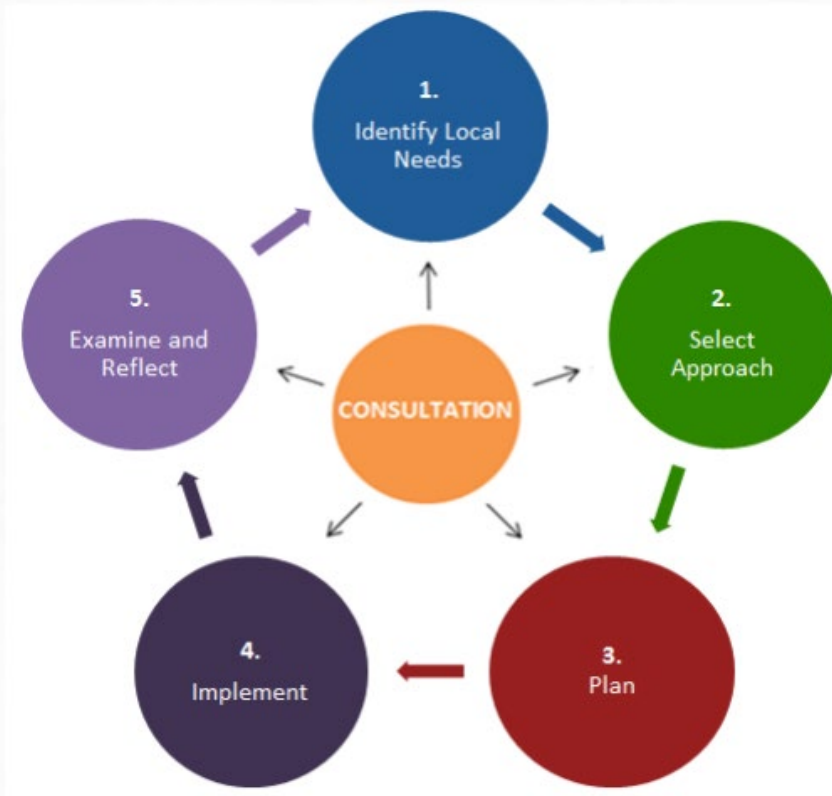 1.
Identify Local
Needs
2.
Select
Approach
3.
Plan
4.
Implement
5.
Examine and
Reflect
CONSULTATION